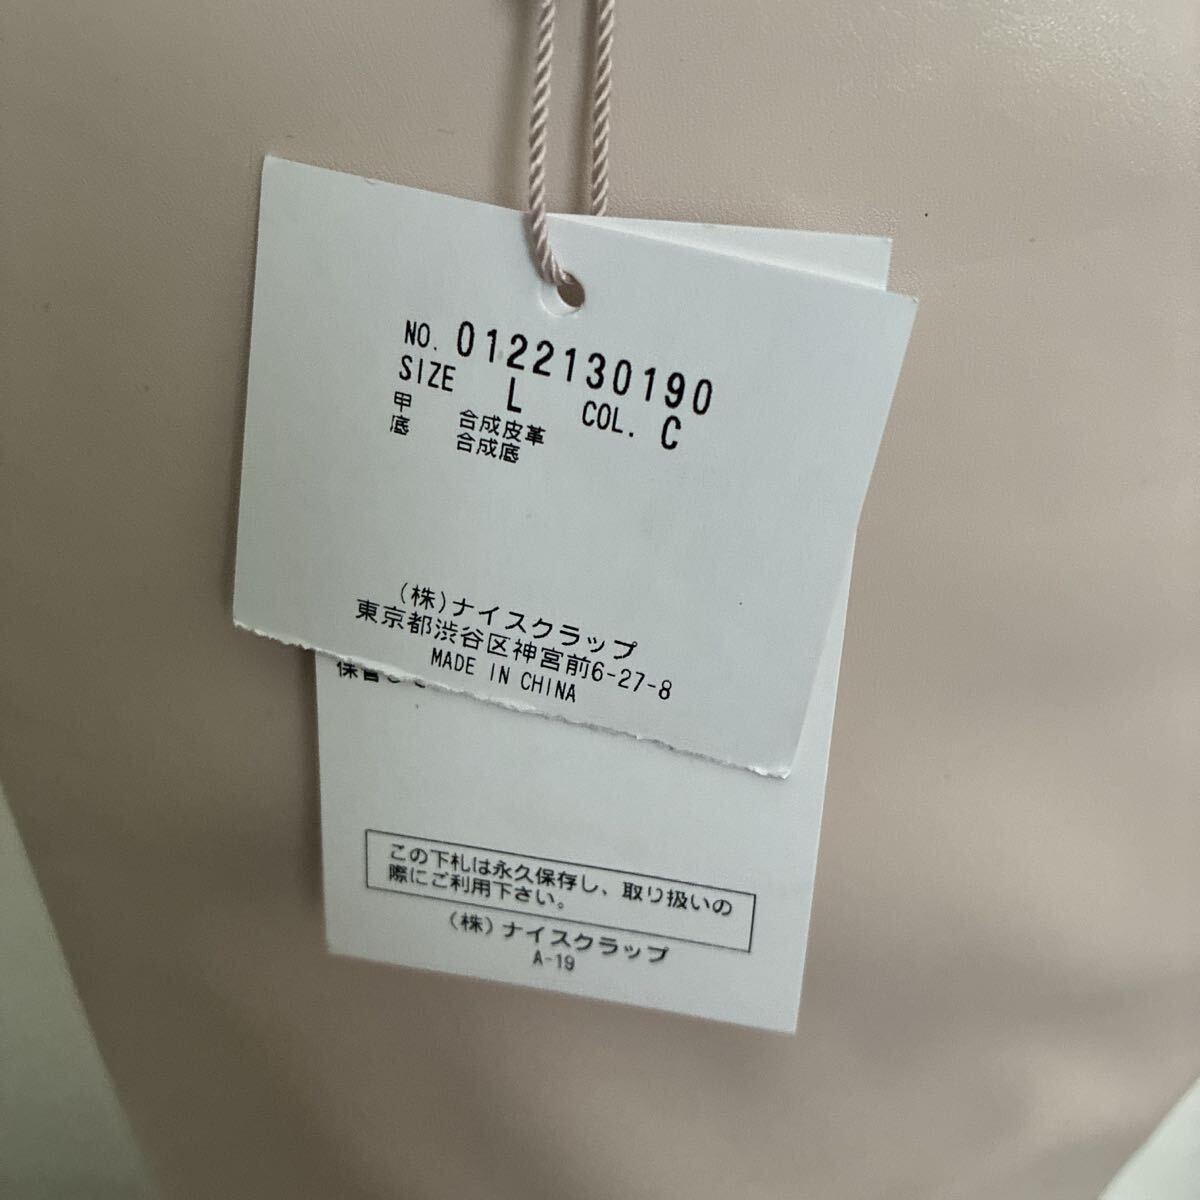 NO. 0122130190
SIZE L COL. C
甲 合成皮革
底 合成底
(株)ナイスクラップ
東京都渋谷区神宮前6-27-8
MADE IN CHINA
この下札は永久保存し、取り扱いの
際にご利用下さい。
(株)ナイスクラップ
A-19